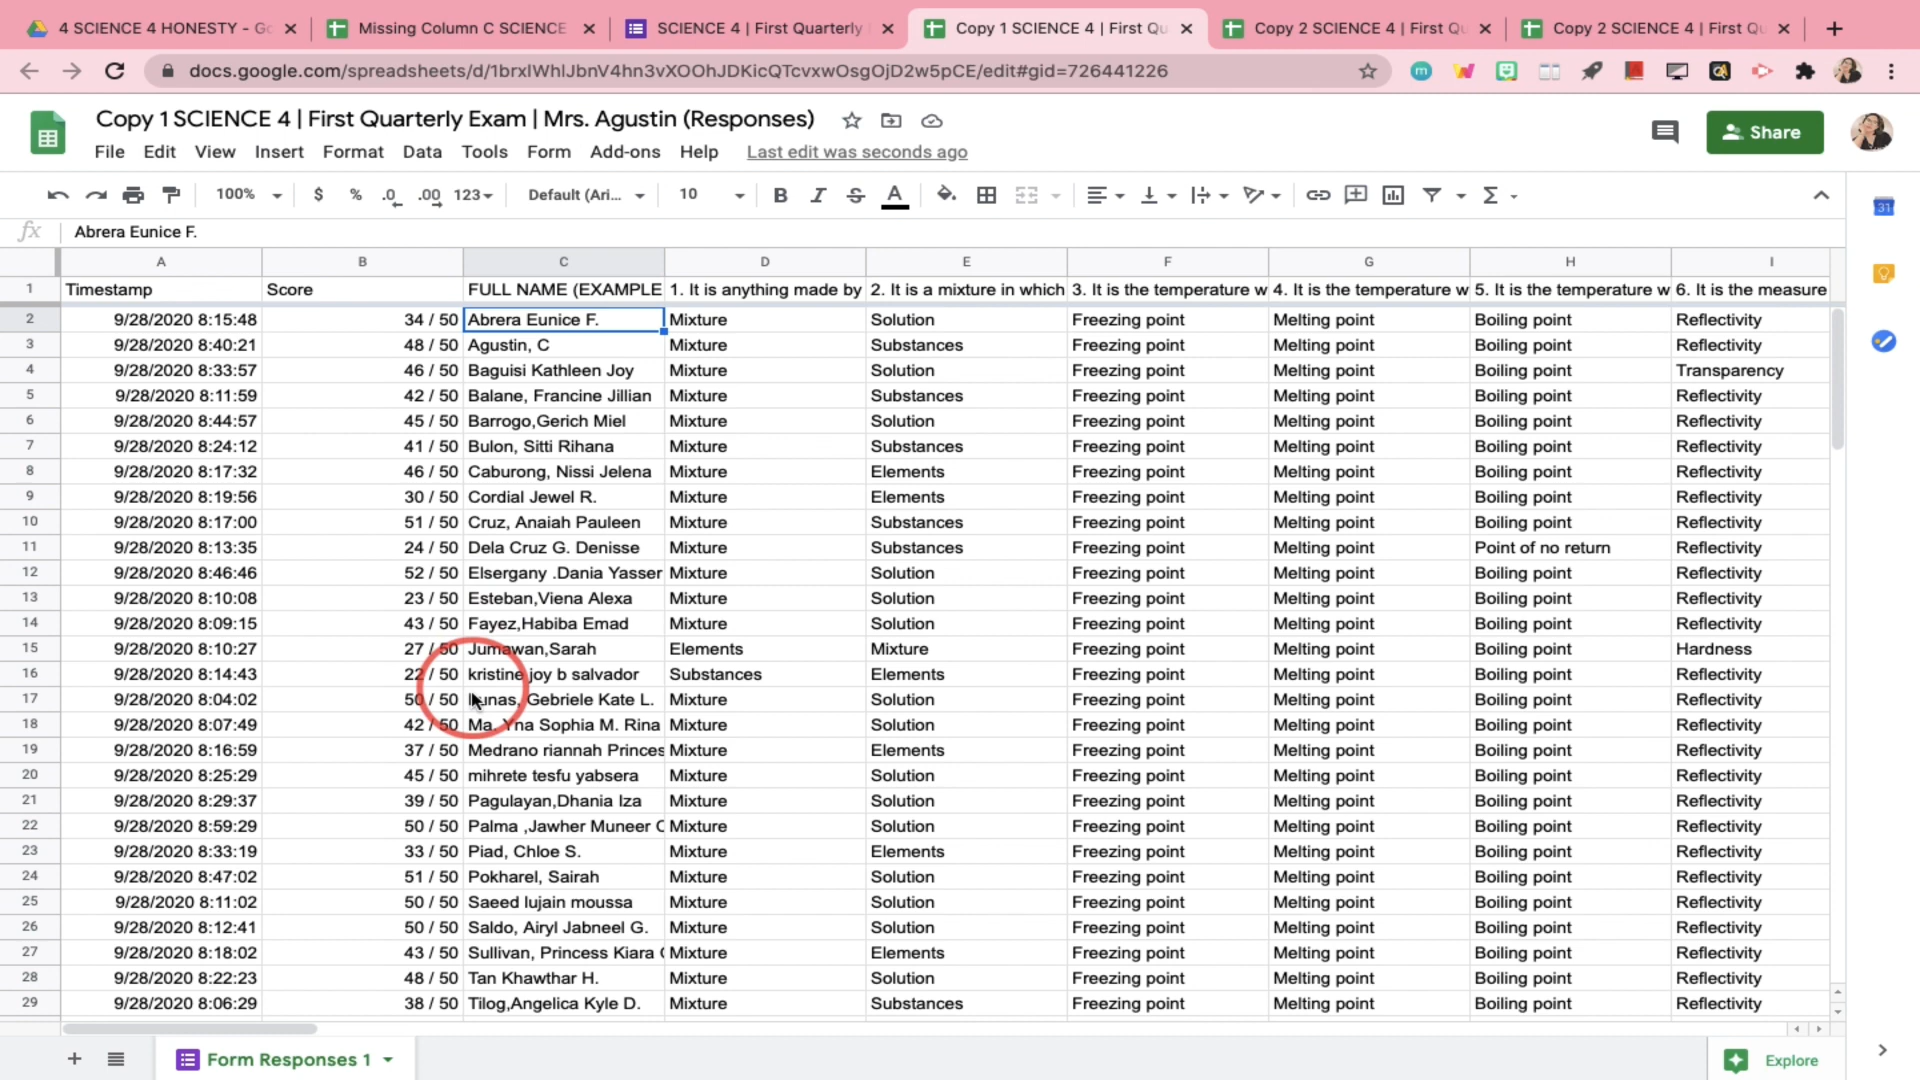 4 SCIENCE 4 HONESTY - Go
Missing Column C SCIENCE
SCIENCE 4 | First Quarterly
Copy 1 SCIENCE 4 | First Qu
Copy 2 SCIENCE 4 | First Qu
Copy 2 SCIENCE 4 | First Qu
docs.google.com/spreadsheets/d/1brxlWhlJbnV4hn3vXOOhJDKicQTcvxwOsgOjD2w5pCE/edit#gid=726441226
Copy 1 SCIENCE 4 | First Quarterly Exam | Mrs. Agustin (Responses)
Share
File Edit View Insert Format Data Tools Form Add-ons Help Last edit was seconds ago
100% $ % .0 .00 123 Default (Ari... 10 B I S A Σ
31
fx Abrera Eunice F.
A B C D E F G H I
1 Timestamp Score FULL NAME (EXAMPLE 1. It is anything made by 2. It is a mixture in which 3. It is the temperature w 4. It is the temperature w 5. It is the temperature w 6. It is the measure
2 9/28/2020 8:15:48 34 / 50 Abrera Eunice F. Mixture Solution Freezing point Melting point Boiling point Reflectivity
3 9/28/2020 8:40:21 48 / 50 Agustin, C Mixture Substances Freezing point Melting point Boiling point Reflectivity
4 9/28/2020 8:33:57 46 / 50 Baguisi Kathleen Joy Mixture Solution Freezing point Melting point Boiling point Transparency
5 9/28/2020 8:11:59 42 / 50 Balane, Francine Jillian Mixture Substances Freezing point Melting point Boiling point Reflectivity
6 9/28/2020 8:44:57 45 / 50 Barrogo,Gerich Miel Mixture Solution Freezing point Melting point Boiling point Reflectivity
7 9/28/2020 8:24:12 41 / 50 Bulon, Sitti Rihana Mixture Substances Freezing point Melting point Boiling point Reflectivity
8 9/28/2020 8:17:32 46 / 50 Caburong, Nissi Jelena Mixture Elements Freezing point Melting point Boiling point Reflectivity
9 9/28/2020 8:19:56 30 / 50 Cordial Jewel R. Mixture Elements Freezing point Melting point Boiling point Reflectivity
10 9/28/2020 8:17:00 51 / 50 Cruz, Anaiah Pauleen Mixture Substances Freezing point Melting point Boiling point Reflectivity
11 9/28/2020 8:13:35 24 / 50 Dela Cruz G. Denisse Mixture Substances Freezing point Melting point Point of no return Reflectivity
12 9/28/2020 8:46:46 52 / 50 Elsergany .Dania Yasser Mixture Solution Freezing point Melting point Boiling point Reflectivity
13 9/28/2020 8:10:08 23 / 50 Esteban,Viena Alexa Mixture Solution Freezing point Melting point Boiling point Reflectivity
14 9/28/2020 8:09:15 43 / 50 Fayez,Habiba Emad Mixture Solution Freezing point Melting point Boiling point Reflectivity
15 9/28/2020 8:10:27 27 / 50 Jumawan,Sarah Elements Mixture Freezing point Melting point Boiling point Hardness
16 9/28/2020 8:14:43 22 / 50 kristine joy b salvador Substances Elements Freezing point Melting point Boiling point Reflectivity
17 9/28/2020 8:04:02 50 / 50 Gebriele Kate L. Mixture Solution Freezing point Melting point Boiling point Reflectivity
18 9/28/2020 8:07:49 42 / 50 Ma. Yna Sophia M. Rina Mixture Solution Freezing point Melting point Boiling point Reflectivity
19 9/28/2020 8:16:59 37 / 50 Medrano riannah Princes Mixture Elements Freezing point Melting point Boiling point Reflectivity
20 9/28/2020 8:25:29 45 / 50 mihrete tesfu yabsera Mixture Solution Freezing point Melting point Boiling point Reflectivity
21 9/28/2020 8:29:37 39 / 50 Pagulayan,Dhania Iza Mixture Solution Freezing point Melting point Boiling point Reflectivity
22 9/28/2020 8:59:29 50 / 50 Palma ,Jawher Muneer Mixture Solution Freezing point Melting point Boiling point Reflectivity
23 9/28/2020 8:33:19 33 / 50 Piad, Chloe S. Mixture Elements Freezing point Melting point Boiling point Reflectivity
24 9/28/2020 8:47:02 51 / 50 Pokharel, Sairah Mixture Solution Freezing point Melting point Boiling point Reflectivity
25 9/28/2020 8:11:02 50 / 50 Saeed lujain moussa Mixture Solution Freezing point Melting point Boiling point Reflectivity
26 9/28/2020 8:12:41 50 / 50 Saldo, Airyl Jabneel G. Mixture Solution Freezing point Melting point Boiling point Reflectivity
27 9/28/2020 8:18:02 43 / 50 Sullivan, Princess Kiara Mixture Elements Freezing point Melting point Boiling point Reflectivity
28 9/28/2020 8:22:23 48 / 50 Tan Khawthar H. Mixture Solution Freezing point Melting point Boiling point Reflectivity
29 9/28/2020 8:06:29 38 / 50 Tilog,Angelica Kyle D. Mixture Substances Freezing point Melting point Boiling point Reflectivity
Form Responses 1
Explore